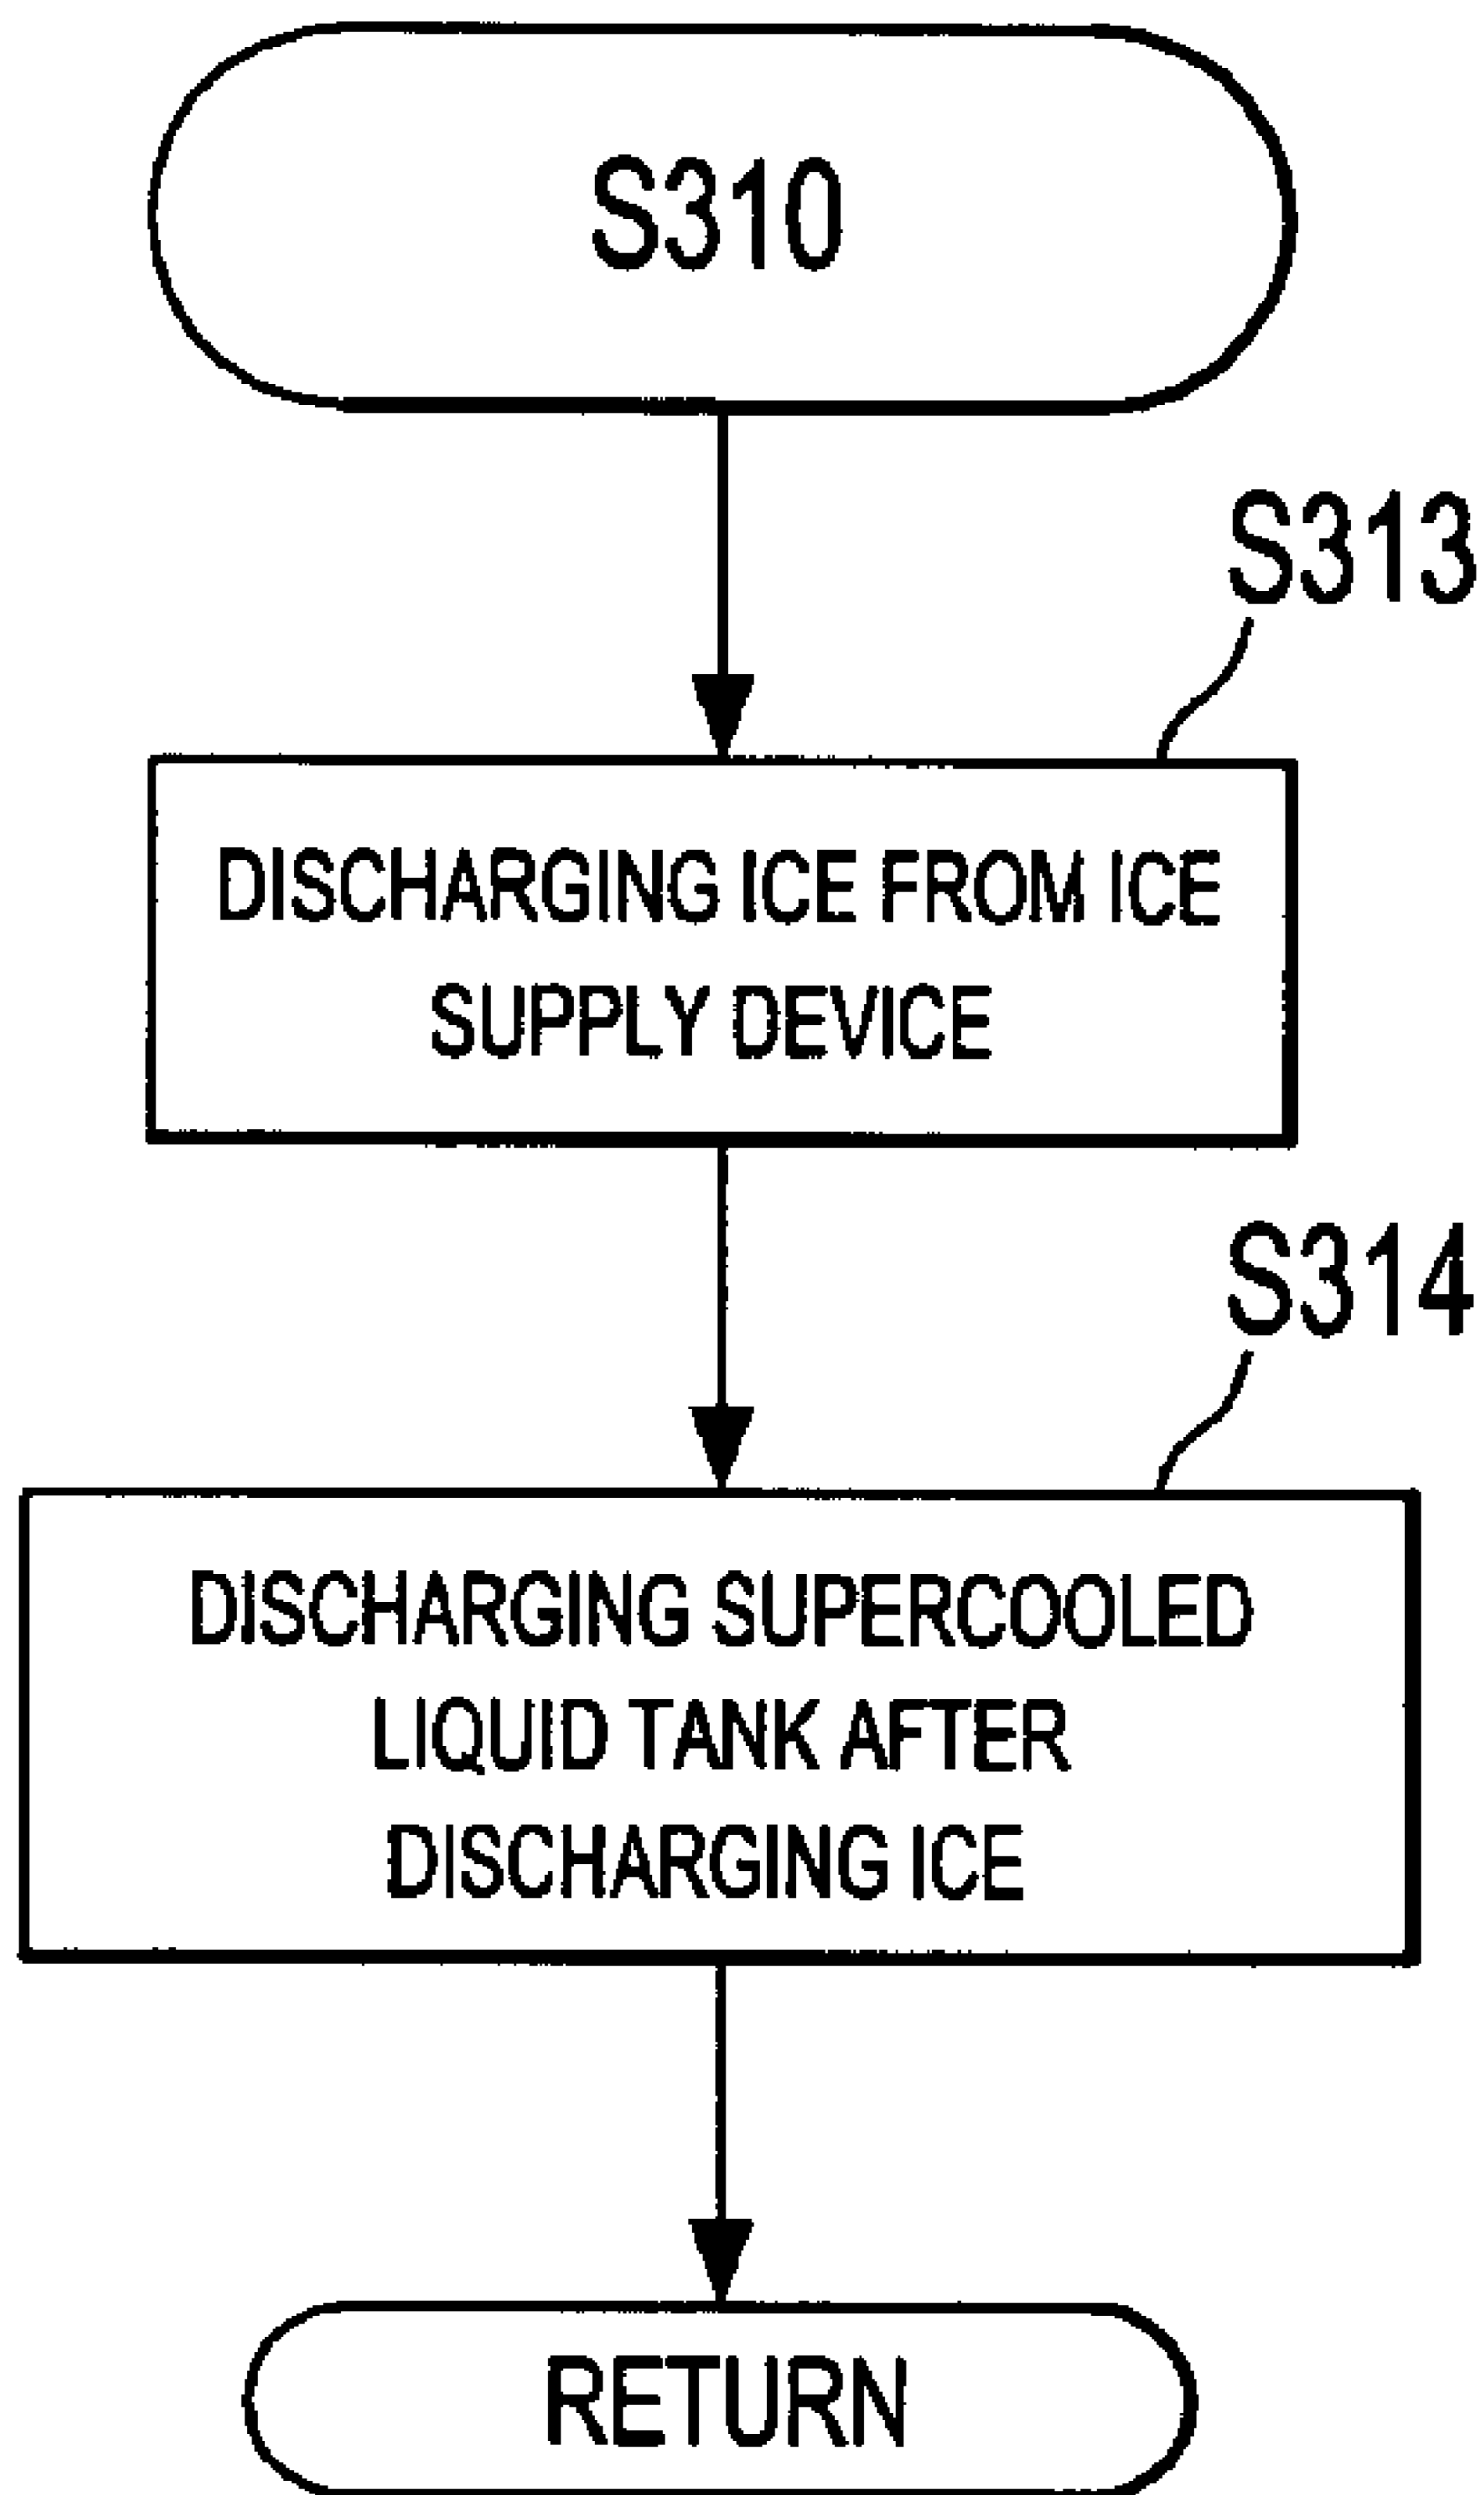 S310
S313
DISCHARGING ICE FROM ICE
SUPPLY DEVICE
S314
DISCHARGING SUPERCOOLED
LIQUID TANK AFTER
DISCHARGING ICE
RETURN